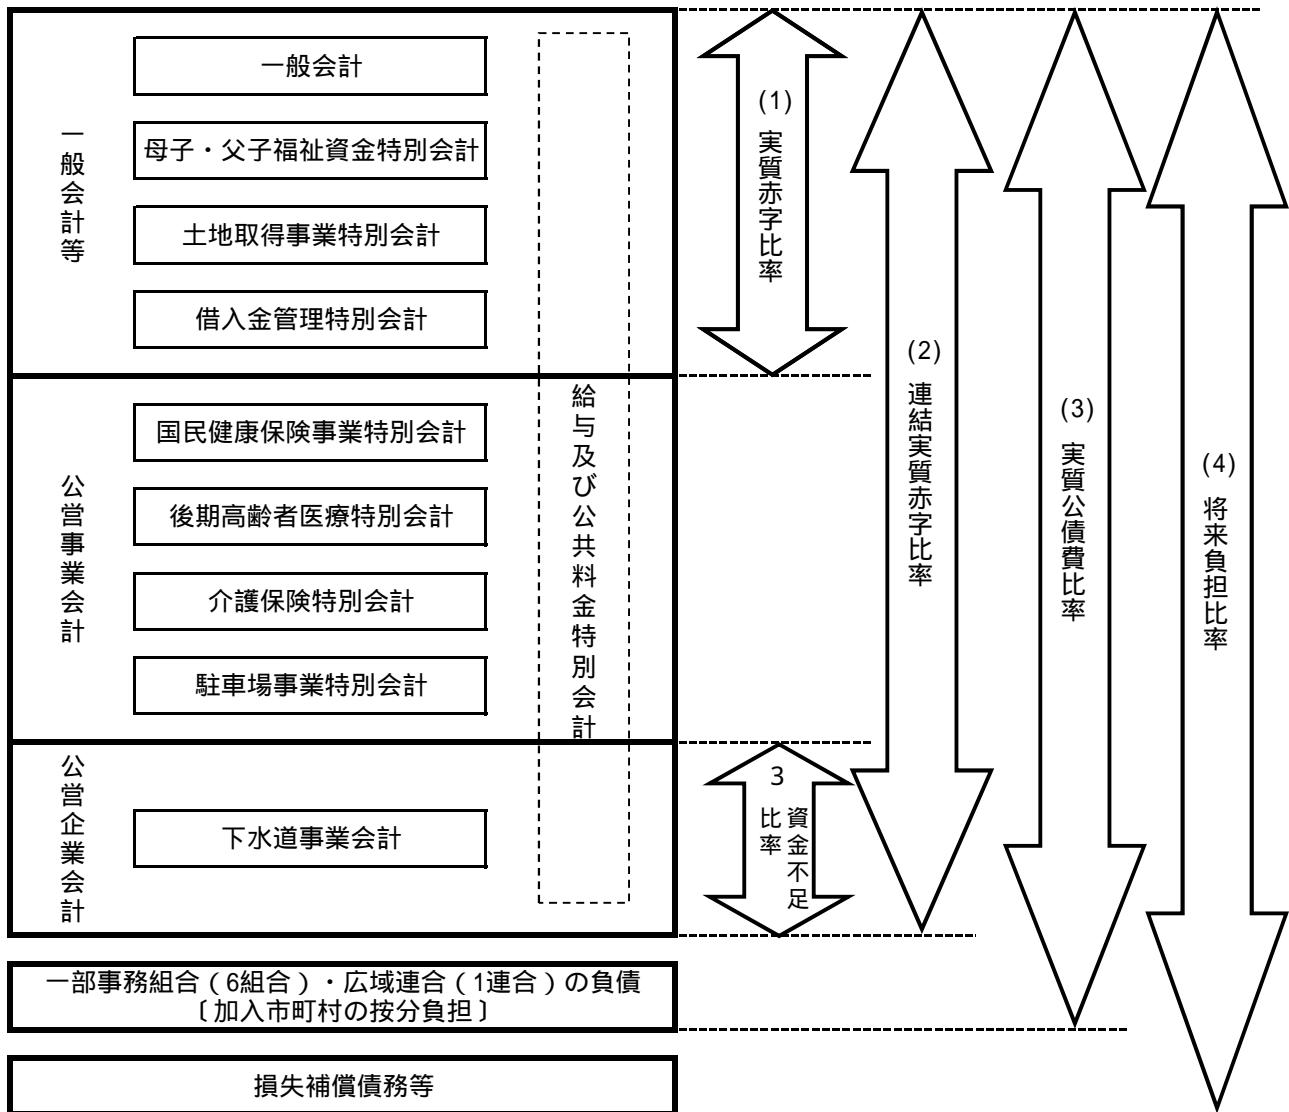 一般会計等
一般会計
母子・父子福祉資金特別会計
土地取得事業特別会計
借入金管理特別会計
公営事業会計
国民健康保険事業特別会計
後期高齢者医療特別会計
介護保険特別会計
駐車場事業特別会計
公営企業会計
下水道事業会計
給与及び公共料金特別会計
(1) 実質赤字比率
3 資金不足
比率
(2) 連結実質赤字比率
(3) 実質公債費比率
(4) 将来負担比率
一部事務組合(6組合)・広域連合(1連合)の負債
〔加入市町村の按分負担〕
損失補償債務等